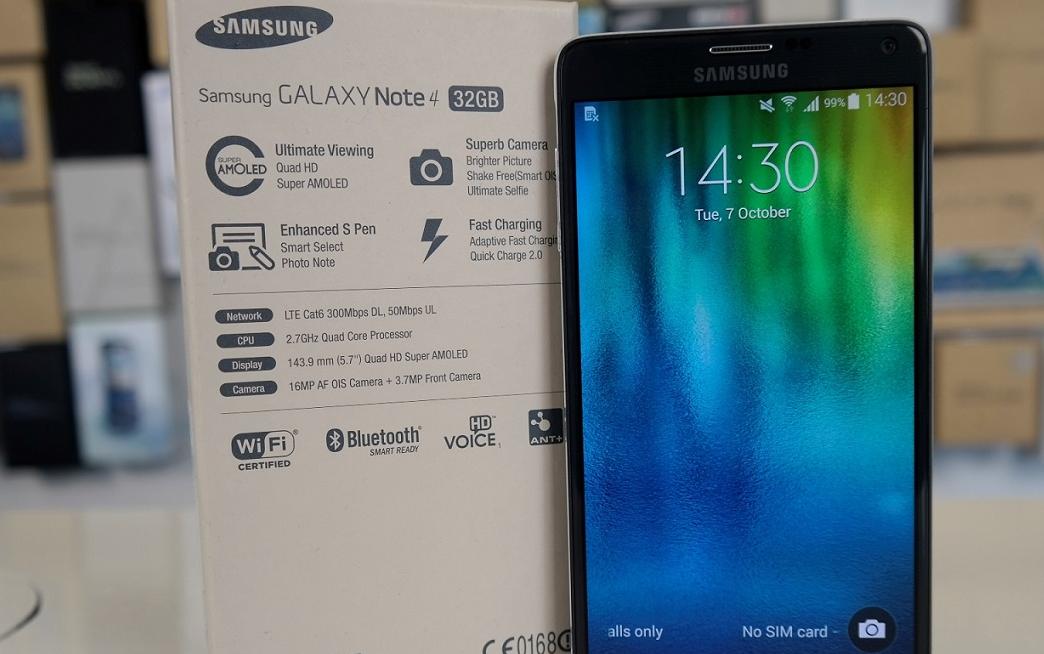 SAMSUNG
Samsung GALAXY Note 4 32GB
SUPER
AMOLED
Ultimate Viewing
Quad HD
Super AMOLED
Superb Camera
Brighter Picture
Shake Free(Smart OIS
Ultimate Selfie
Enhanced S Pen
Smart Select
Photo Note
Fast Charging
Adaptive Fast Chargin
Quick Charge 2.0
Network LTE Cat6 300Mbps DL, 50Mbps UL
CPU 2.7GHz Quad Core Processor
Display 143.9 mm (5.7") Quad HD Super AMOLED
Camera 16MP AF OIS Camera + 3.7MP Front Camera
Wi Fi®
CERTIFIED
Bluetooth®
SMART READY
HD™
VOICE
ANT+
CE0168
SAMSUNG
99% 14:30
14:30
Tue, 7 October
alls only
No SIM card -